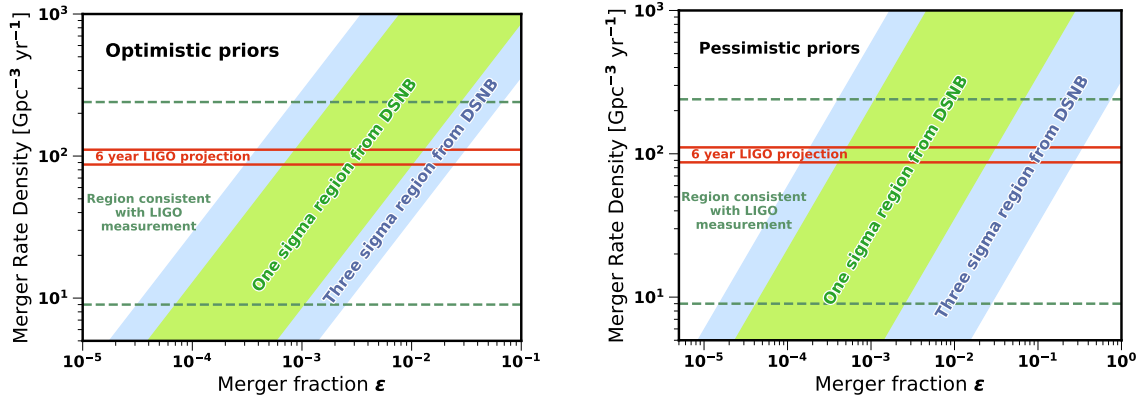 Merger Rate Density [Gpc⁻³ yr⁻¹]
10³
10²
10¹
Optimistic priors
6 year LIGO projection
Region consistent
with LIGO
measurement
One sigma region from DSNB
Three sigma region from DSNB
10⁻⁵ 10⁻⁴ 10⁻³ 10⁻² 10⁻¹
Merger fraction ε
Merger Rate Density [Gpc⁻³ yr⁻¹]
10³
10²
10¹
Pessimistic priors
6 year LIGO projection
Region consistent
with LIGO
measurement
One sigma region from DSNB
Three sigma region from DSNB
10⁻⁵ 10⁻⁴ 10⁻³ 10⁻² 10⁻¹ 10⁰
Merger fraction ε